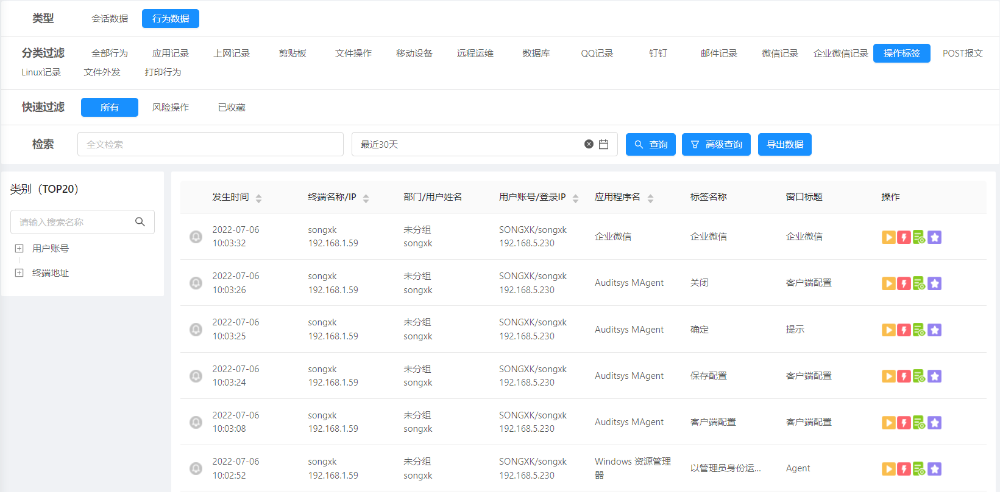 类型 会话数据 行为数据
分类过滤 全部行为 应用记录 上网记录 剪贴板 文件操作 移动设备 远程运维 数据库 QQ记录 钉钉 邮件记录 微信记录 企业微信记录 操作标签 POST报文
Linux记录 文件外发 打印行为
快速过滤 所有 风险操作 已收藏
检索 全文检索 最近30天 查询 高级查询 导出数据
类别（TOP20）
请输入搜索名称
用户账号
终端地址
发生时间 终端名称/IP 部门/用户姓名 用户账号/登录IP 应用程序名 标签名称 窗口标题 操作
2022-07-06 songxk 未分组 SONGXK/songxk
企业微信 企业微信 企业微信
10:03:32 192.168.1.59 songxk 192.168.5.230
2022-07-06 songxk 未分组 SONGXK/songxk
Auditsys MAgent 关闭 客户端配置
10:03:26 192.168.1.59 songxk 192.168.5.230
2022-07-06 songxk 未分组 SONGXK/songxk
Auditsys MAgent 确定 提示
10:03:25 192.168.1.59 songxk 192.168.5.230
2022-07-06 songxk 未分组 SONGXK/songxk
Auditsys MAgent 保存配置 客户端配置
10:03:24 192.168.1.59 songxk 192.168.5.230
2022-07-06 songxk 未分组 SONGXK/songxk
Auditsys MAgent 客户端配置 客户端配置
10:03:08 192.168.1.59 songxk 192.168.5.230
2022-07-06 songxk 未分组 SONGXK/songxk Windows 资源管理
以管理员身份运... Agent
10:02:52 192.168.1.59 songxk 192.168.5.230 器